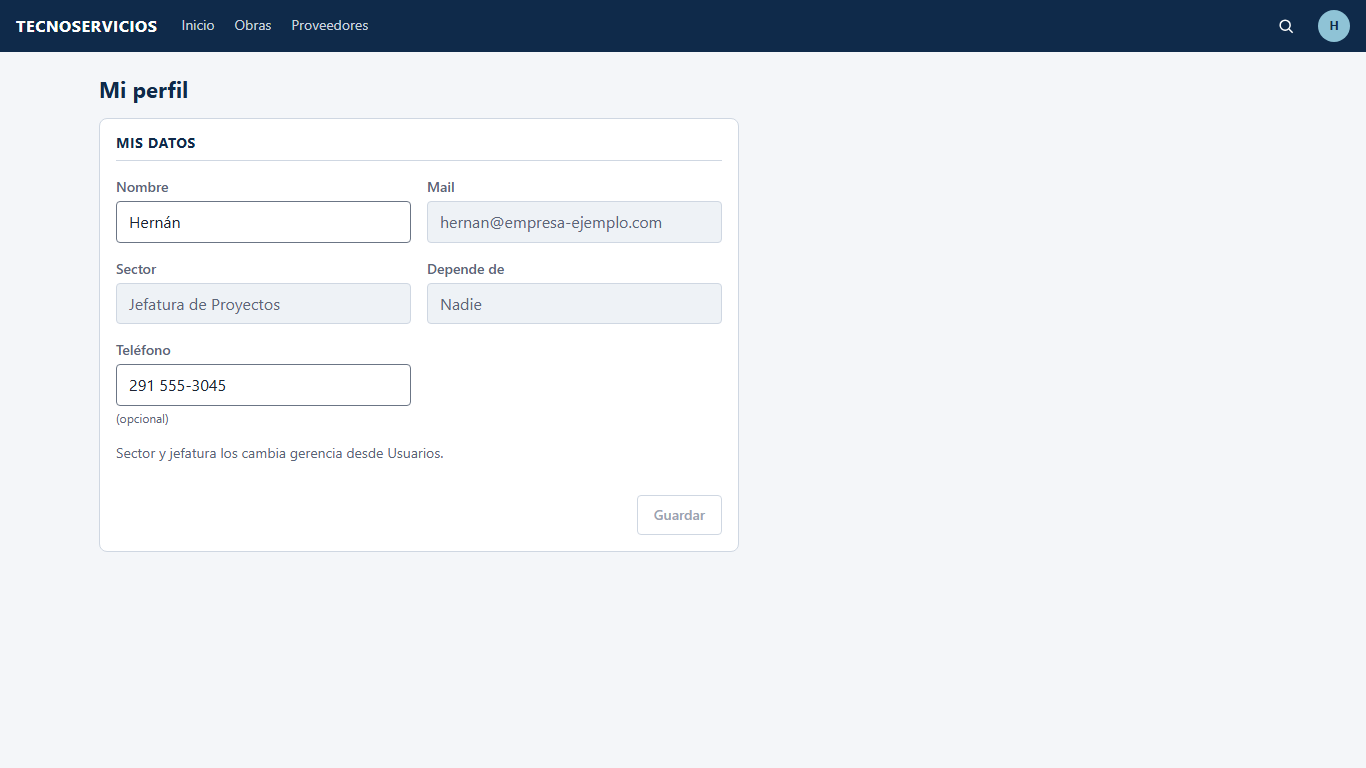 TECNOSERVICIOS Inicio Obras Proveedores H
Mi perfil
MIS DATOS
Nombre Mail
Hernán hernan@empresa-ejemplo.com
Sector Depende de
Jefatura de Proyectos Nadie
Teléfono
291 555-3045
(opcional)
Sector y jefatura los cambia gerencia desde Usuarios.
Guardar